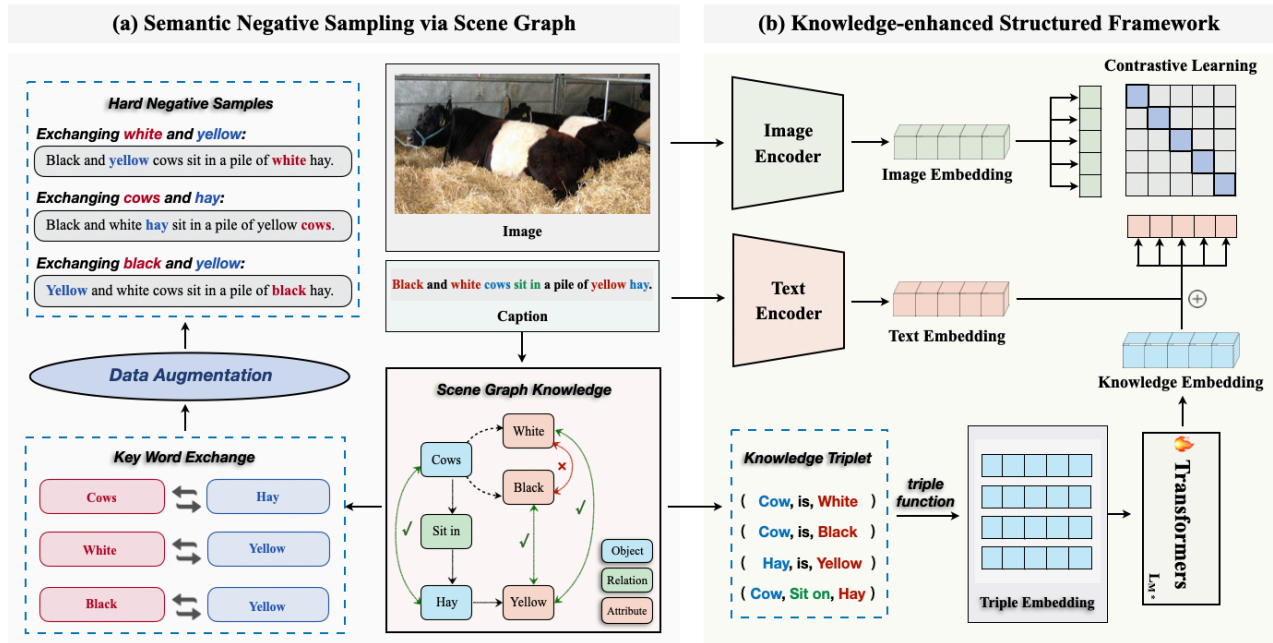 (a) Semantic Negative Sampling via Scene Graph
Hard Negative Samples
Exchanging white and yellow:
Black and yellow cows sit in a pile of white hay.
Exchanging cows and hay:
Black and white hay sit in a pile of yellow cows.
Exchanging black and yellow:
Yellow and white cows sit in a pile of black hay.
Data Augmentation
Key Word Exchange
Cows
Hay
White
Yellow
Black
Yellow
Image
Black and white cows sit in a pile of yellow hay.
Caption
Scene Graph Knowledge
White
Cows
Black
Sit in
Hay
Yellow
Object
Relation
Attribute
(b) Knowledge-enhanced Structured Framework
Image
Encoder
Image Embedding
Contrastive Learning
Text
Encoder
Text Embedding
Knowledge Embedding
Knowledge Triplet
( Cow, is, White )
( Cow, is, Black )
( Hay, is, Yellow )
( Cow, Sit on, Hay )
triple
function
Triple Embedding
Transformers
L M *